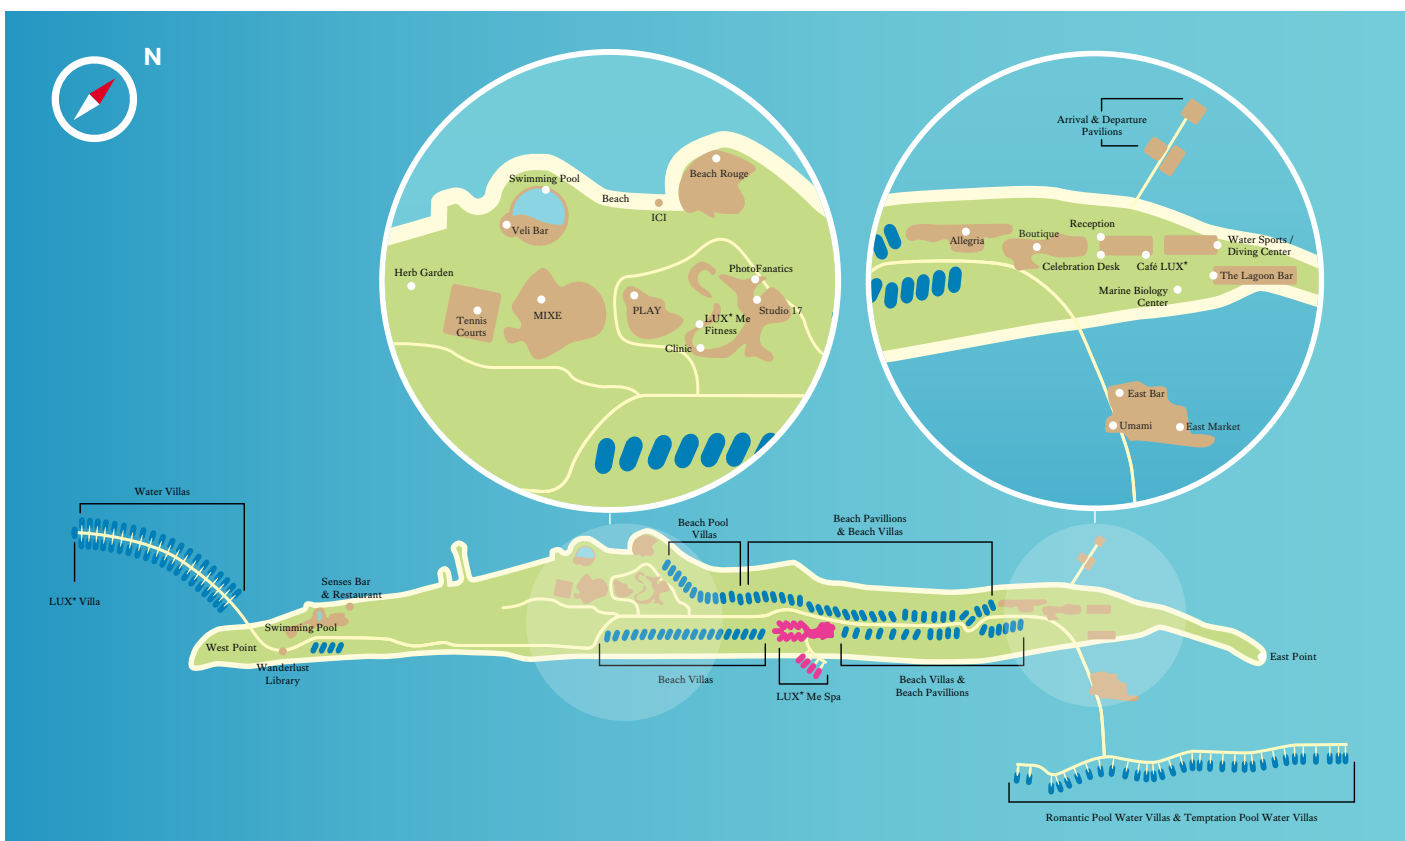 N
Swimming Pool
Veli Bar
Beach
ICI
Beach Rouge
Herb Garden
Tennis
Courts
MIXE
PLAY
PhotoFanatics
Studio 17
LUX* Me
Fitness
Clinic
Arrival & Departure
Pavilions
Allegria
Boutique
Reception
Celebration Desk
Café LUX*
Water Sports /
Diving Center
The Lagoon Bar
Marine Biology
Center
East Bar
Umami
East Market
Water Villas
LUX* Villa
Senses Bar
& Restaurant
Swimming Pool
West Point
Wanderlust
Library
Beach Pool
Villas
Beach Pavillions
& Beach Villas
Beach Villas
LUX* Me Spa
Beach Villas &
Beach Pavillions
East Point
Romantic Pool Water Villas & Temptation Pool Water Villas